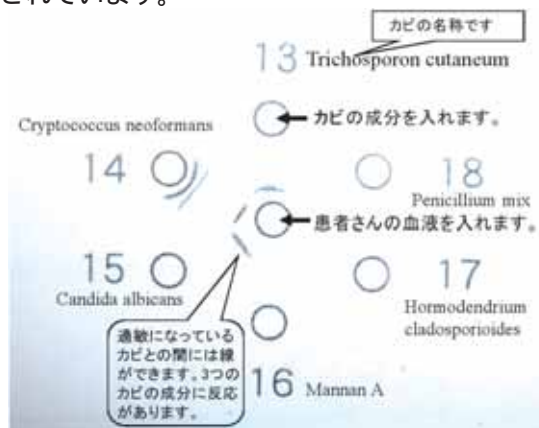 されています。
カビの名称です
13 Trichosporon cutaneum
Cryptococcus neoformans
カビの成分を入れます。
14
18
Penicillium mix
患者さんの血液を入れます。
15
17
Candida albicans
Hormodendrium
cladosporioides
過敏になっている
カビとの間には線
ができます。3つの
カビの成分に反応
があります。
16 Mannan A